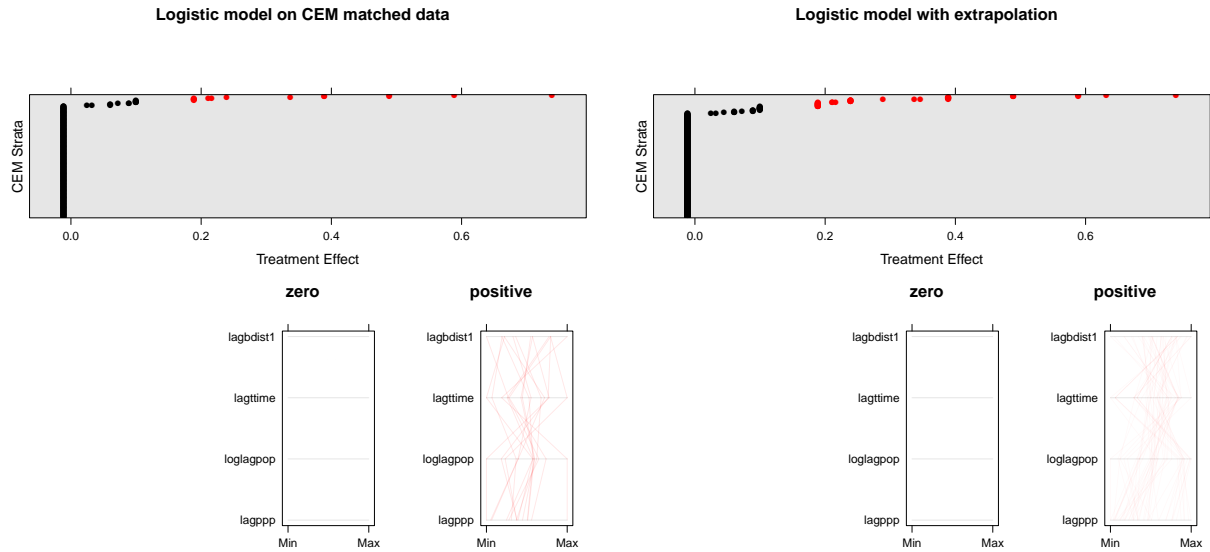 Logistic model on CEM matched data
CEM Strata
0.0 0.2 0.4 0.6
Treatment Effect
zero positive
lagbdist1
lagttime
loglagpop
lagppp
Min Max
lagbdist1
lagttime
loglagpop
lagppp
Min Max
Logistic model with extrapolation
CEM Strata
0.0 0.2 0.4 0.6
Treatment Effect
zero positive
lagbdist1
lagttime
loglagpop
lagppp
Min Max
lagbdist1
lagttime
loglagpop
lagppp
Min Max